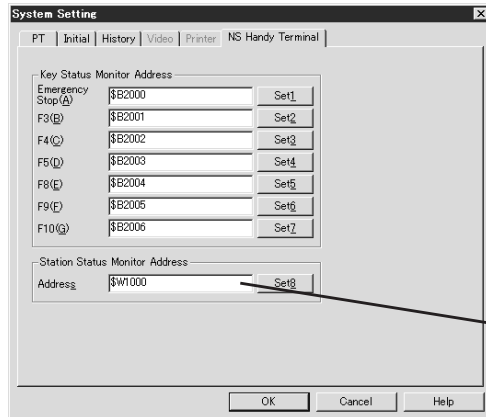 System Setting
PT Initial History Video Printer NS Handy Terminal
Key Status Monitor Address
Emergency Stop(A) $B2000 Set1
F3(B) $B2001 Set2
F4(C) $B2002 Set3
F5(D) $B2003 Set4
F8(E) $B2004 Set5
F9(F) $B2005 Set6
F10(G) $B2006 Set7
Station Status Monitor Address
Address $W1000 Set8
OK Cancel Help